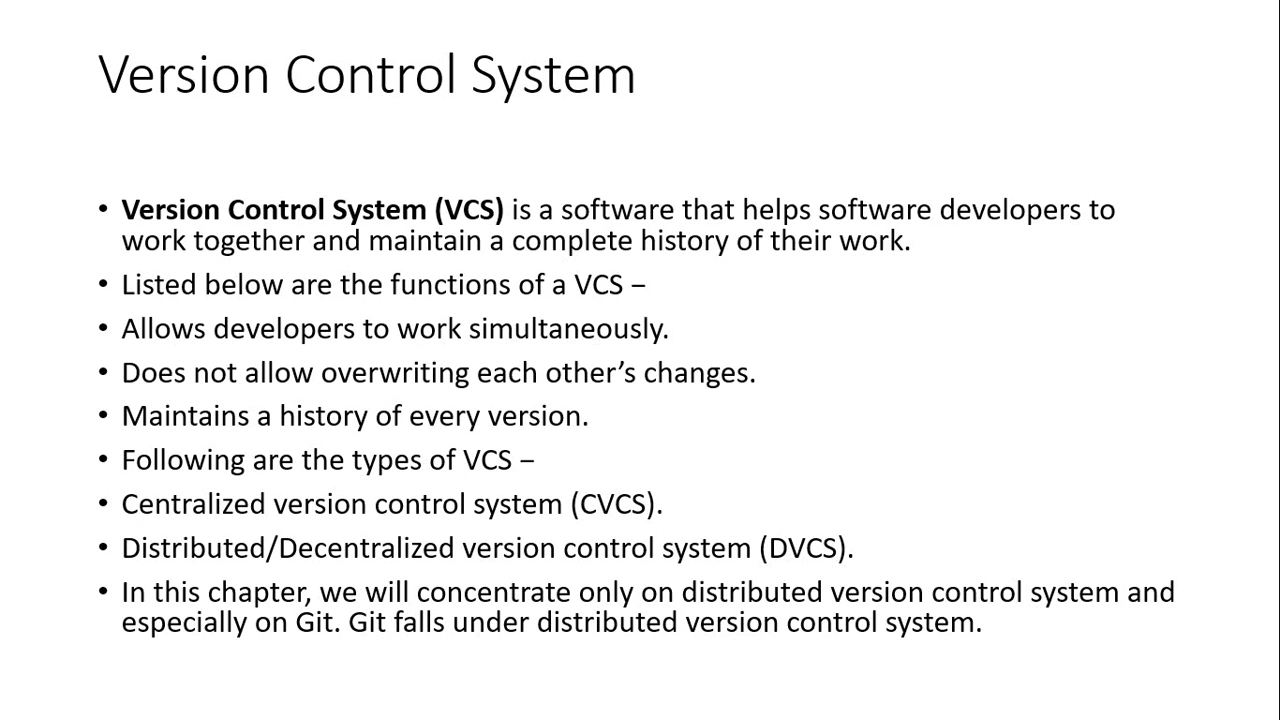 Version Control System
• Version Control System (VCS) is a software that helps software developers to
work together and maintain a complete history of their work.
• Listed below are the functions of a VCS −
• Allows developers to work simultaneously.
• Does not allow overwriting each other’s changes.
• Maintains a history of every version.
• Following are the types of VCS −
• Centralized version control system (CVCS).
• Distributed/Decentralized version control system (DVCS).
• In this chapter, we will concentrate only on distributed version control system and
especially on Git. Git falls under distributed version control system.